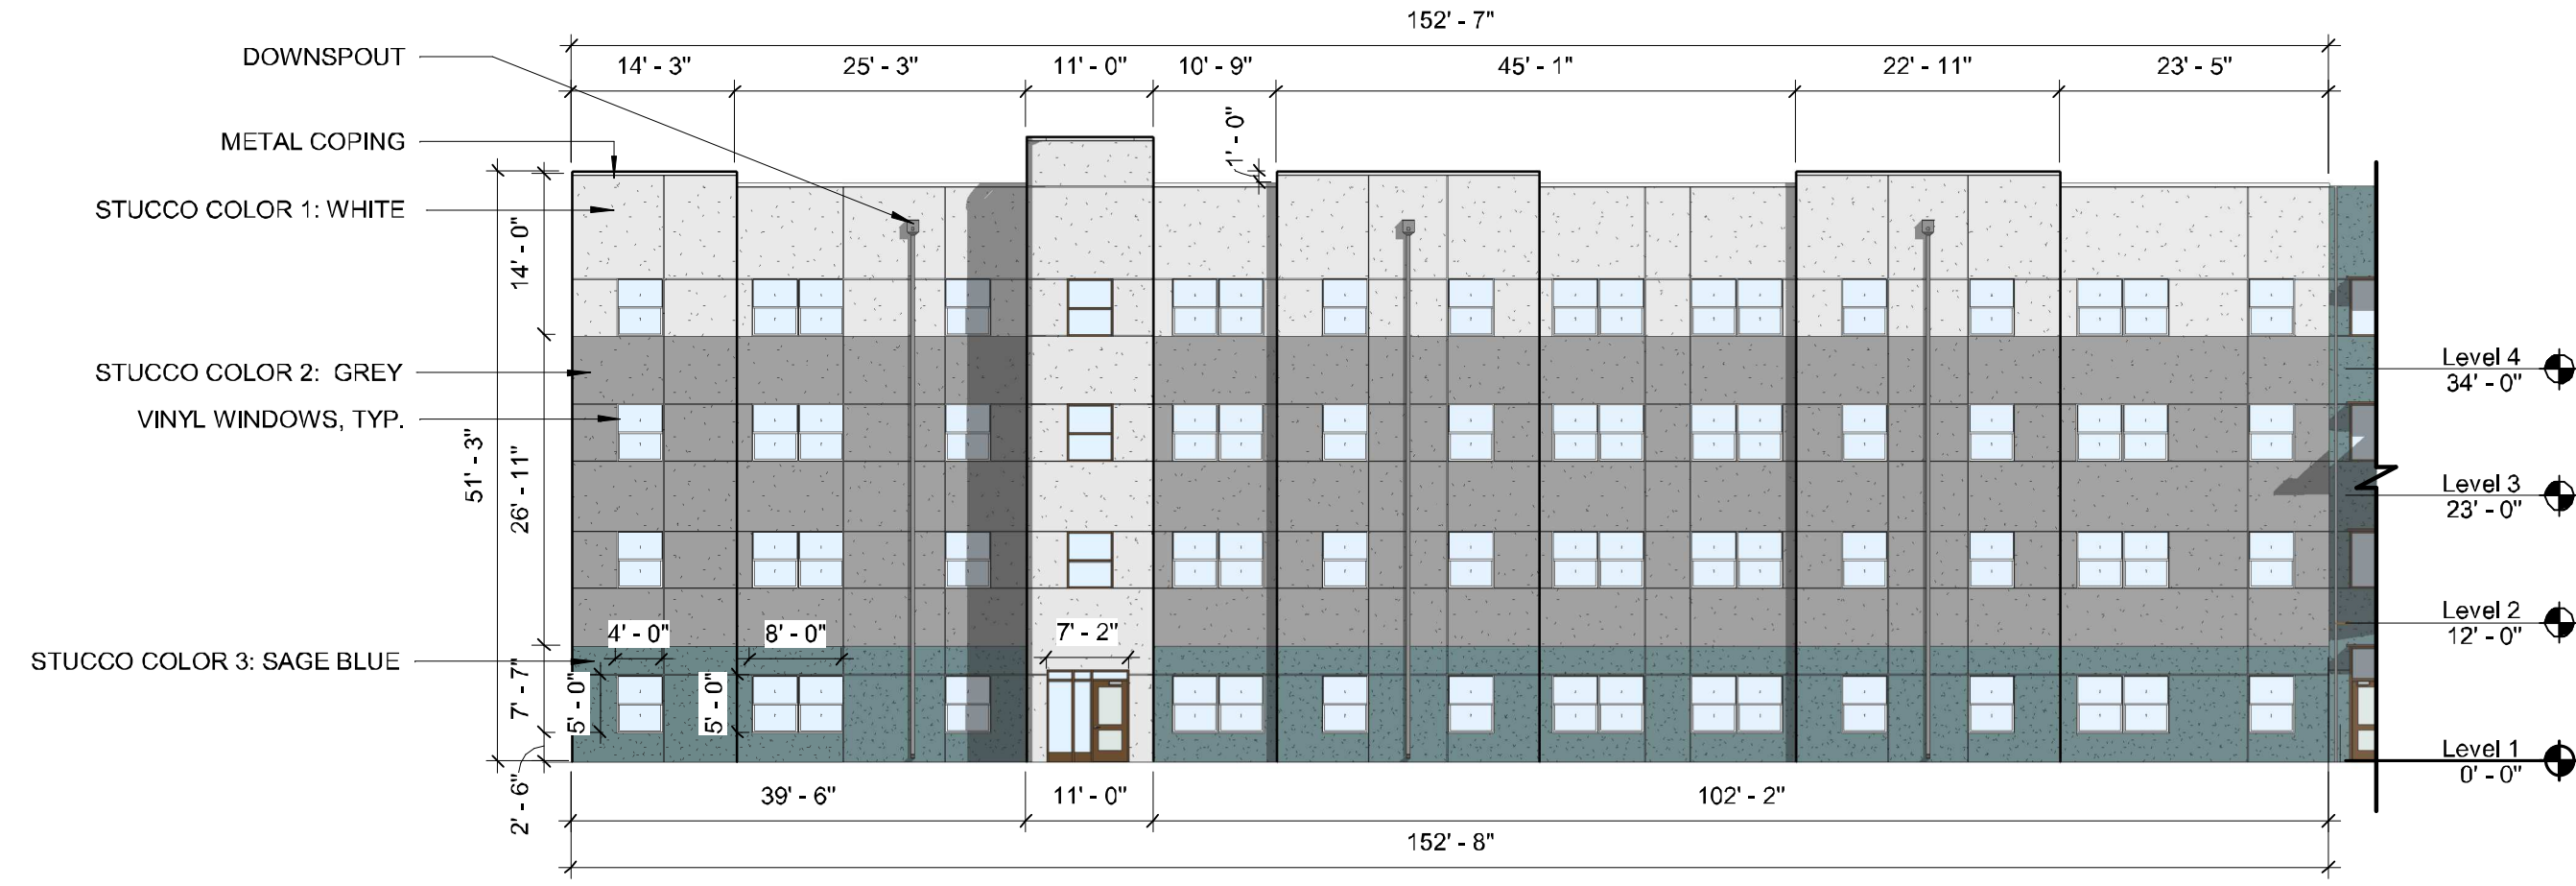 152' - 7"
DOWNSPOUT
14' - 3"
25' - 3"
11' - 0"
10' - 9"
45' - 1"
22' - 11"
23' - 5"
METAL COPING
1' - 0"
STUCCO COLOR 1: WHITE
14' - 0"
STUCCO COLOR 2:  GREY
VINYL WINDOWS, TYP.
51' - 3"
26' - 11"
Level 4
34' - 0"
Level 3
23' - 0"
Level 2
12' - 0"
4' - 0"
8' - 0"
7' - 2"
STUCCO COLOR 3: SAGE BLUE
7' - 7"
5' - 0"
5' - 0"
Level 1
0' - 0"
2' - 6"
39' - 6"
11' - 0"
102' - 2"
152' - 8"